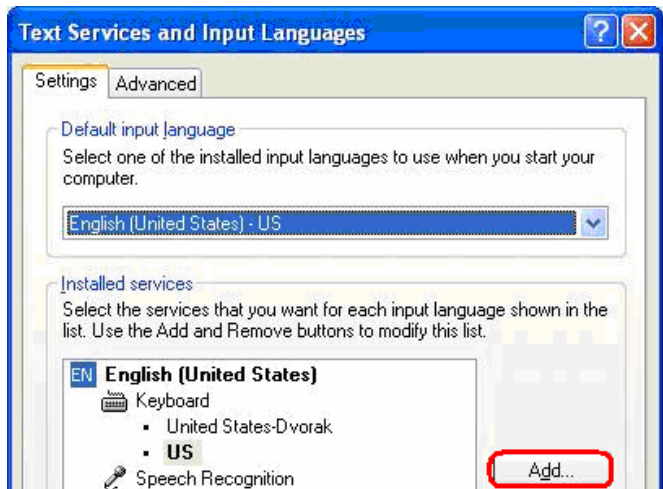 Text Services and Input Languages
Settings
Advanced
Default input language
Select one of the installed input languages to use when you start your
computer.
English (United States) - US
Installed services
Select the services that you want for each input language shown in the
list. Use the Add and Remove buttons to modify this list.
EN English (United States)
Keyboard
• United States-Dvorak
• US
Speech Recognition
Add...